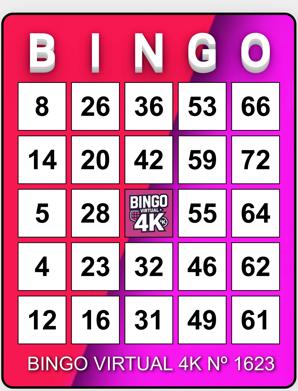 B I N G O
8 26 36 53 66
14 20 42 59 72
5 28 BINGO VIRTUAL 4K 55 64
4 23 32 46 62
12 16 31 49 61
BINGO VIRTUAL 4K Nº 1623